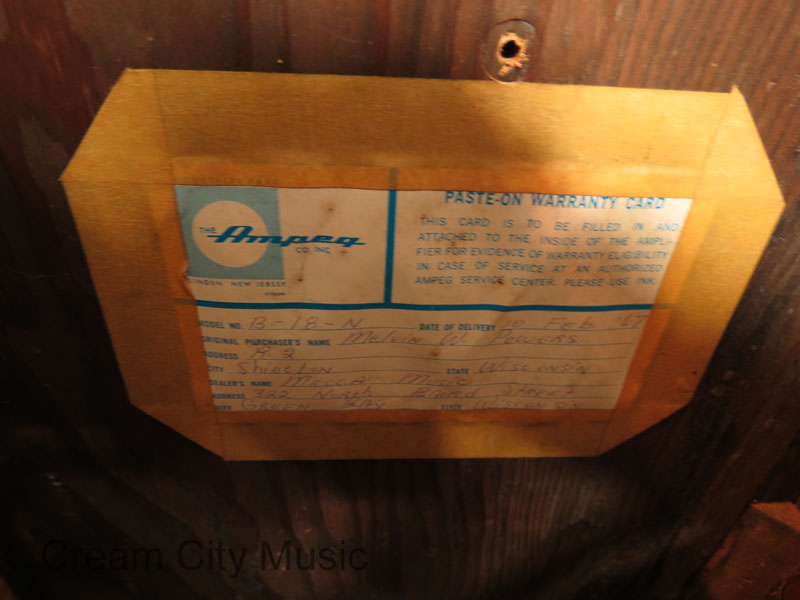 THE
Ampeg
CO. INC.
LINDEN NEW JERSEY
PASTE-ON WARRANTY CARD
THIS CARD IS TO BE FILLED IN AND
ATTACHED TO THE INSIDE OF THE AMPLI-
FIER FOR EVIDENCE OF WARRANTY ELIGIBILITY
IN CASE OF SERVICE AT AN AUTHORIZED
AMPEG SERVICE CENTER. PLEASE USE INK.
MODEL NO. B-18-N DATE OF DELIVERY 10 FEB '67
ORIGINAL PURCHASER'S NAME Melvin W.
ADDRESS R.2
CITY Shiocton STATE Wisconsin
DEALER'S NAME Music
ADDRESS 322 North Baird Street
CITY Green Bay STATE Wisconsin
Cream City Music